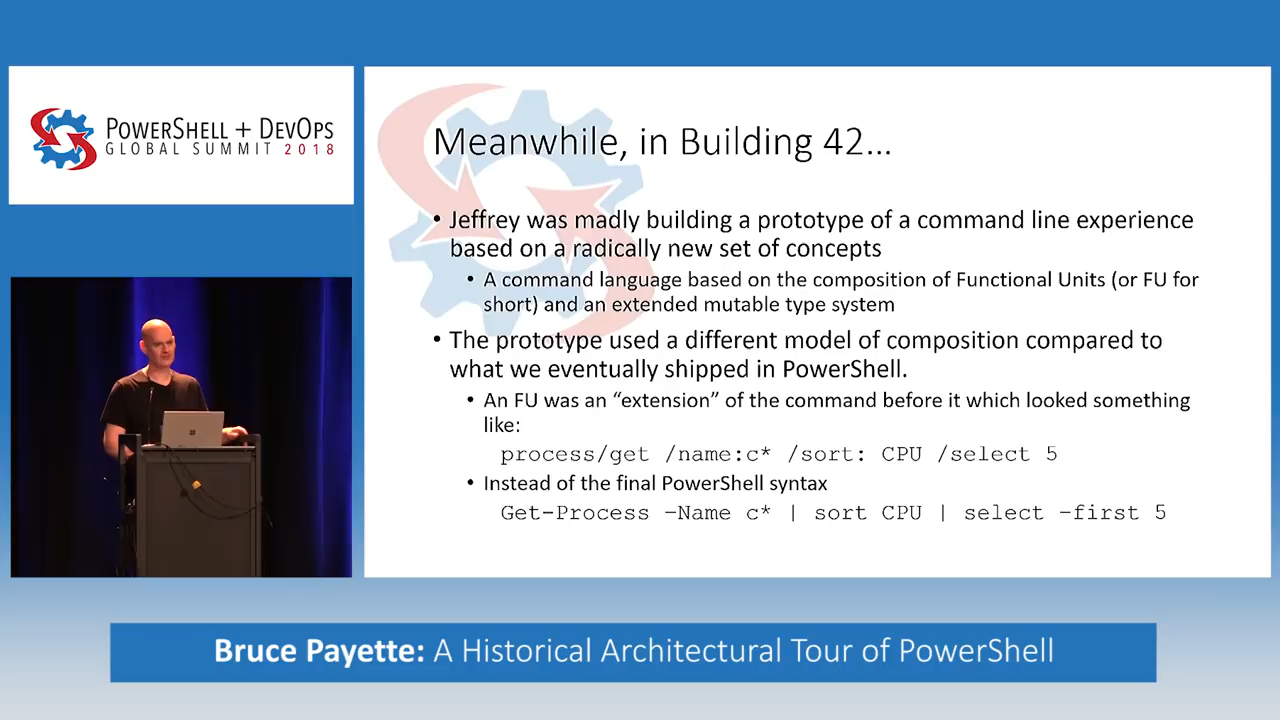 POWERSHELL + DEVOPS
GLOBAL SUMMIT 2018
Meanwhile, in Building 42…
• Jeffrey was madly building a prototype of a command line experience
based on a radically new set of concepts
• A command language based on the composition of Functional Units (or FU for
short) and an extended mutable type system
• The prototype used a different model of composition compared to
what we eventually shipped in PowerShell.
• An FU was an “extension” of the command before it which looked something
like:
process/get /name:c* /sort: CPU /select 5
• Instead of the final PowerShell syntax
Get-Process –Name c* | sort CPU | select –first 5
Bruce Payette: A Historical Architectural Tour of PowerShell